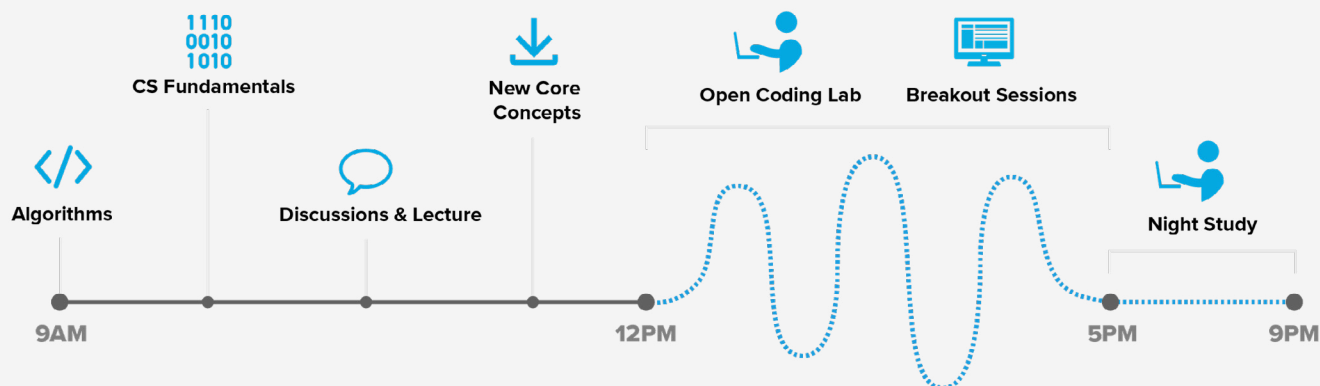 1110
0010
1010
CS Fundamentals
New Core
Concepts
Open Coding Lab
Breakout Sessions
</>
Algorithms
Discussions & Lecture
Night Study
9AM
12PM
5PM
9PM